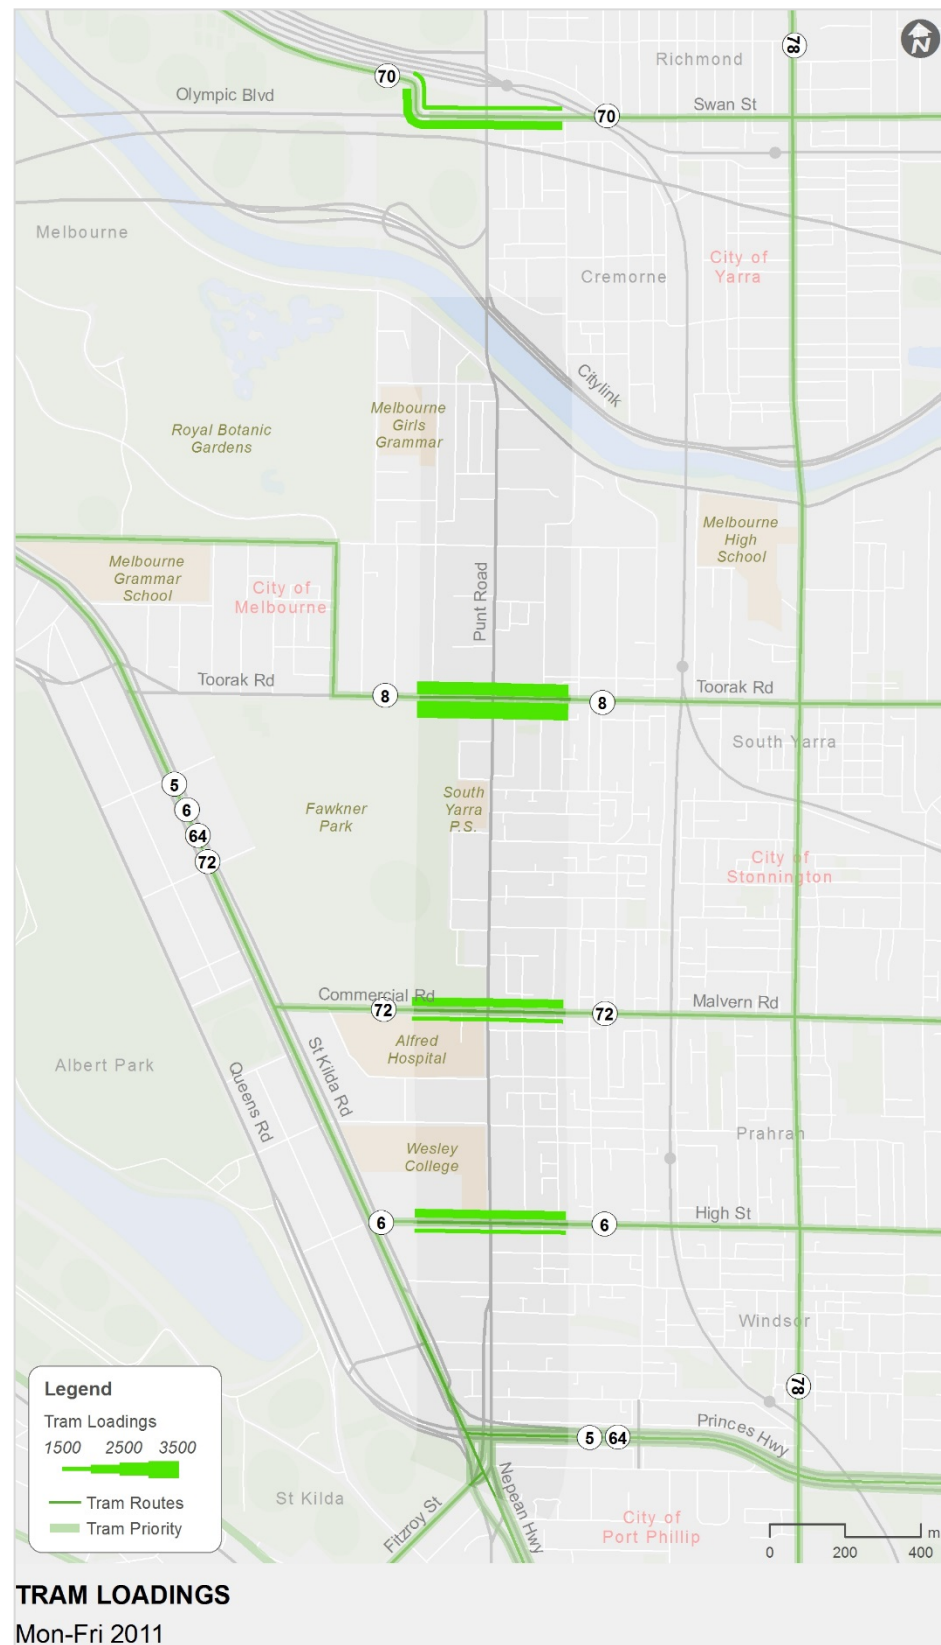 78
N
Richmond
70
Olympic Blvd
Swan St
70
Melbourne
City of
Yarra
Cremorne
Citylink
Melbourne
Girls
Grammar
Royal Botanic
Gardens
Melbourne
High
School
Melbourne
Grammar
School
City of
Melbourne
Punt Road
Toorak Rd
8
8
Toorak Rd
South Yarra
5
6
64
72
Fawkner
Park
South
Yarra
P.S.
City of
Stonnington
Commercial Rd
72
72
Malvern Rd
Alfred
Hospital
St Kilda Rd
Albert Park
Queens Rd
Prahran
Wesley
College
6
6
High St
Windsor
78
Legend
Tram Loadings
1500 2500 3500
Tram Routes
Tram Priority
5
64
Princes Hwy
Nepean Hwy
St Kilda
Fitzroy St
City of
Port Phillip
m
0 200 400
TRAM LOADINGS
Mon-Fri 2011